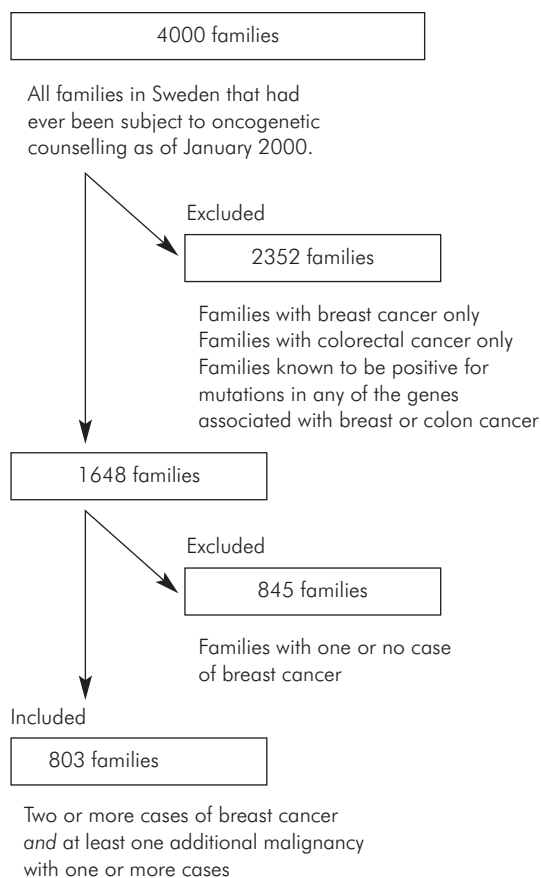 4000 families
All families in Sweden that had
ever been subject to oncogenetic
counselling as of January 2000.
Excluded
2352 families
Families with breast cancer only
Families with colorectal cancer only
Families known to be positive for
mutations in any of the genes
associated with breast or colon cancer
1648 families
Excluded
845 families
Families with one or no case
of breast cancer
Included
803 families
Two or more cases of breast cancer
and at least one additional malignancy
with one or more cases